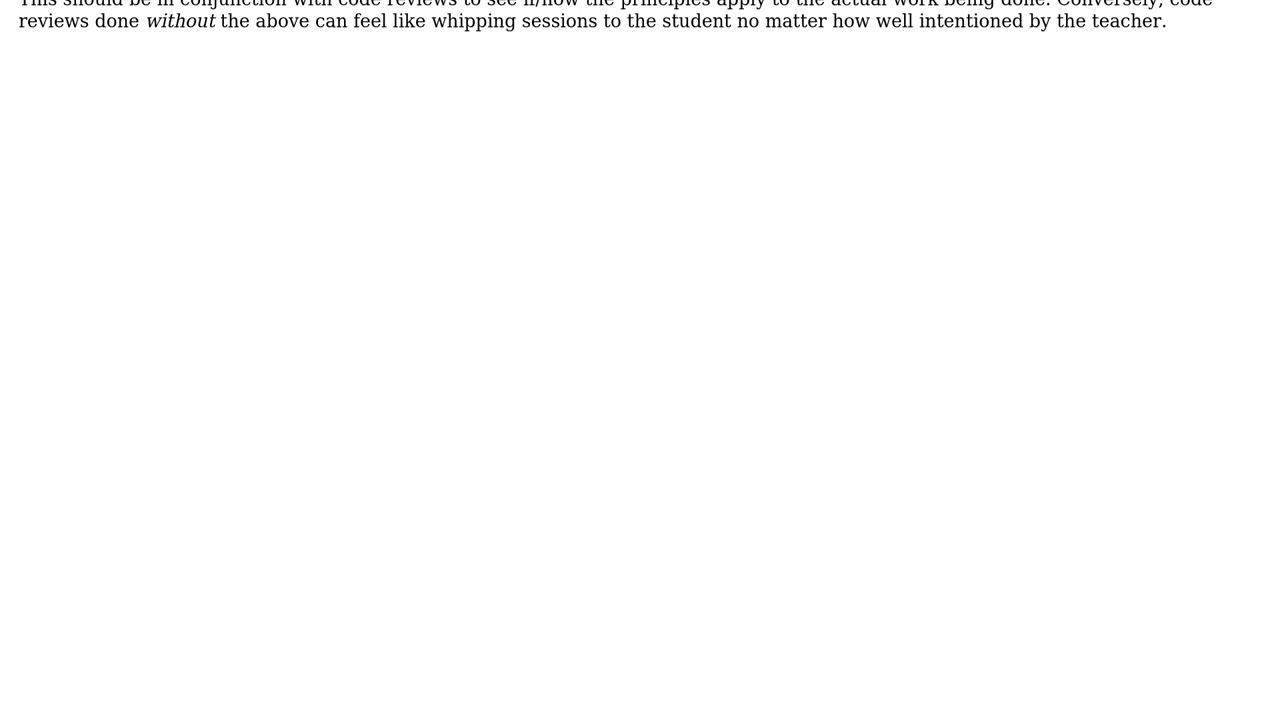 This should be in conjunction with code reviews to see if/how the principles apply to the actual work being done. Conversely, code
reviews done without the above can feel like whipping sessions to the student no matter how well intentioned by the teacher.